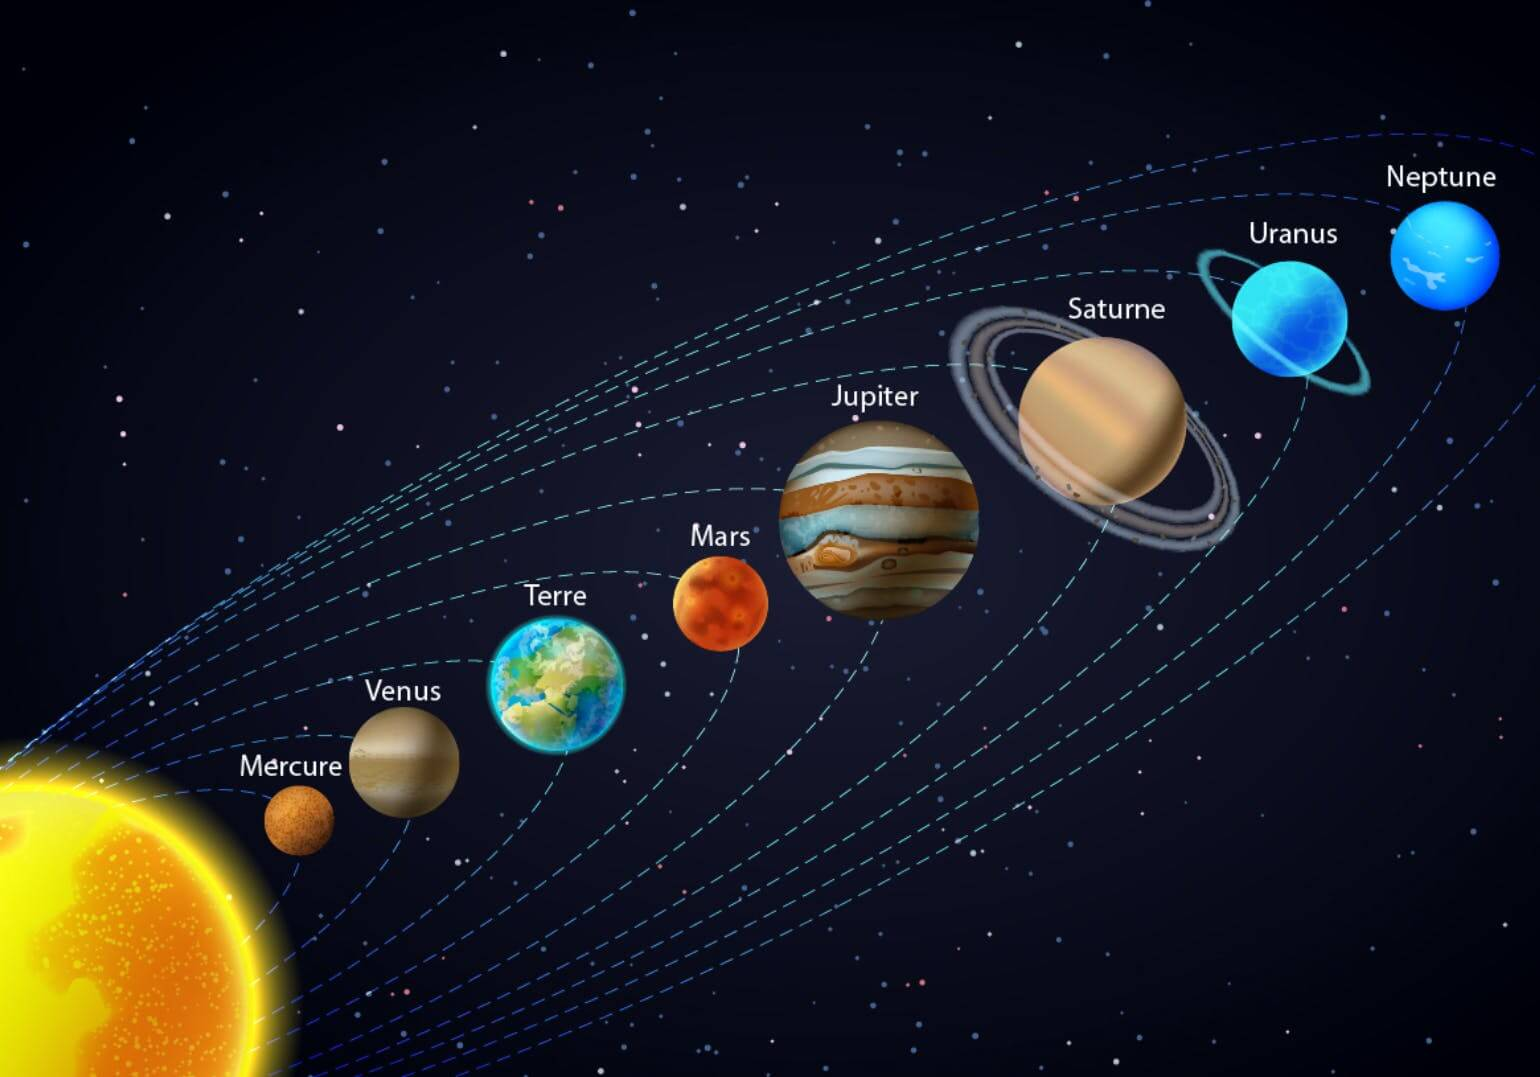 Mercure
Venus
Terre
Mars
Jupiter
Saturne
Uranus
Neptune